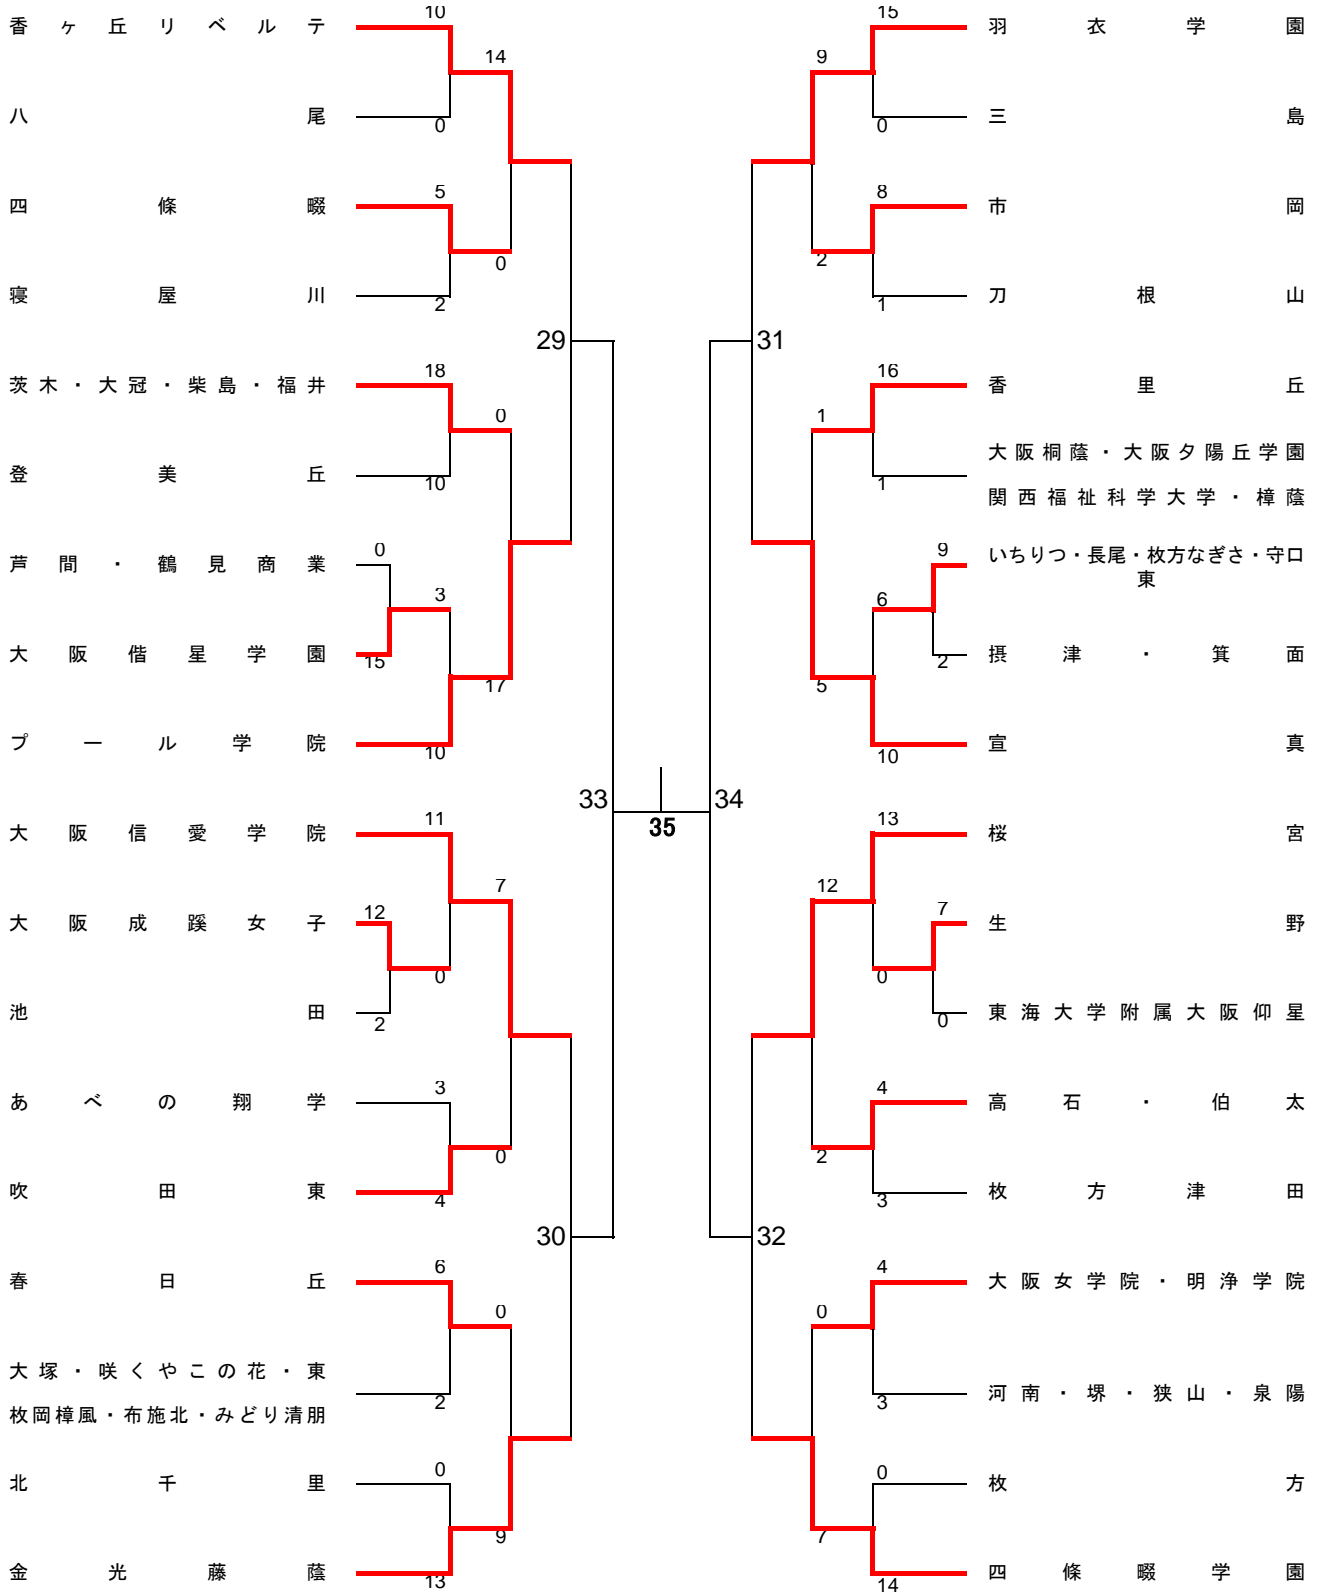 香ヶ丘リベルテ
10
14
八尾
0
四條畷
5
0
寝屋川
2
29
茨木・大冠・柴島・福井
18
0
登美丘
10
芦間・鶴見商業
0
3
大阪偕星学園
15
17
プール学院
10
33
大阪信愛学院
11
7
大阪成蹊女子
12
0
池田
2
あべの翔学
3
0
吹田東
4
30
春日丘
6
0
大塚・咲くやこの花・東
枚岡樟風・布施北・みどり清朋
2
北千里
0
9
金光藤蔭
13
35
15
羽衣学園
9
0
三島
8
市岡
2
1
刀根山
31
16
香里丘
1
1
大阪桐蔭・大阪夕陽丘学園
関西福祉科学大学・樟蔭
9
いちりつ・長尾・枚方なぎさ・守口
東
6
2
摂津・箕面
5
10
宣真
34
13
桜宮
12
7
生野
0
0
東海大学附属大阪仰星
4
高石・伯太
2
3
枚方津田
32
4
大阪女学院・明浄学院
0
3
河南・堺・狭山・泉陽
0
枚方
7
14
四條畷学園